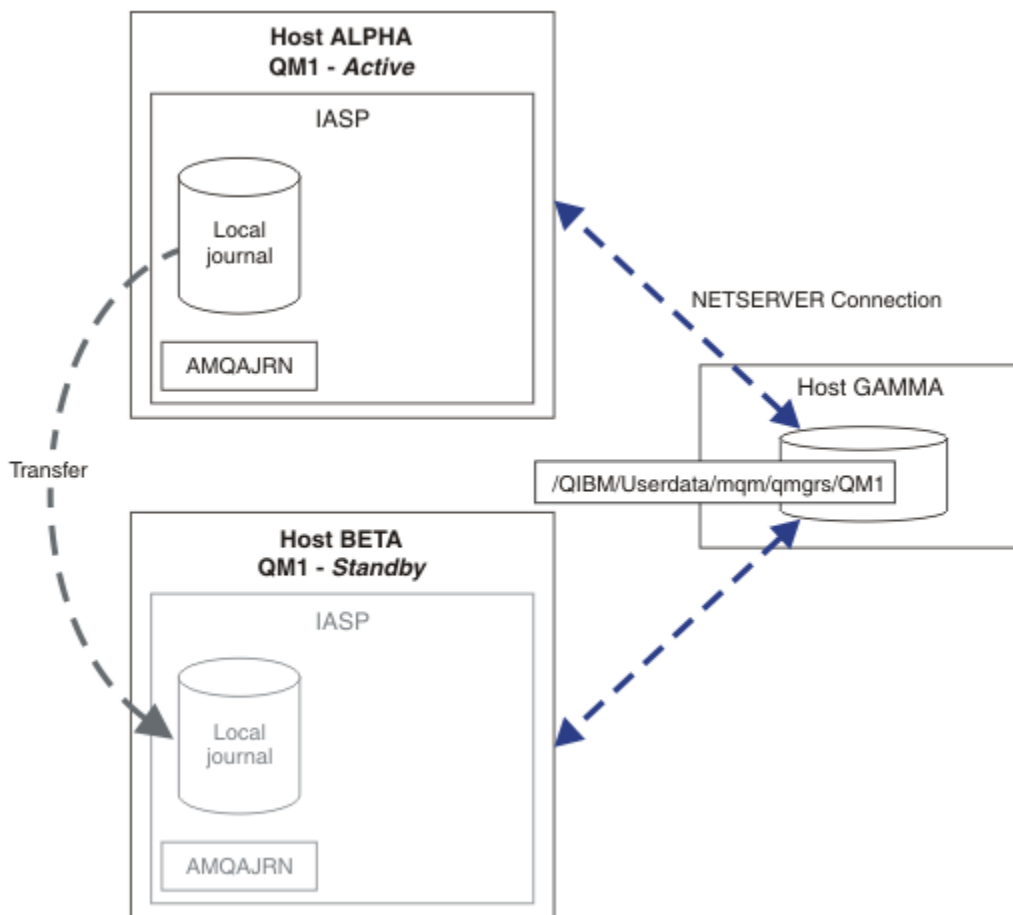 Host ALPHA
QM1 - Active
IASP
Local
journal
AMQAJRN
NETSERVER Connection
Host GAMMA
/QIBM/Userdata/mqm/qmgrs/QM1
Transfer
Host BETA
QM1 - Standby
IASP
Local
journal
AMQAJRN